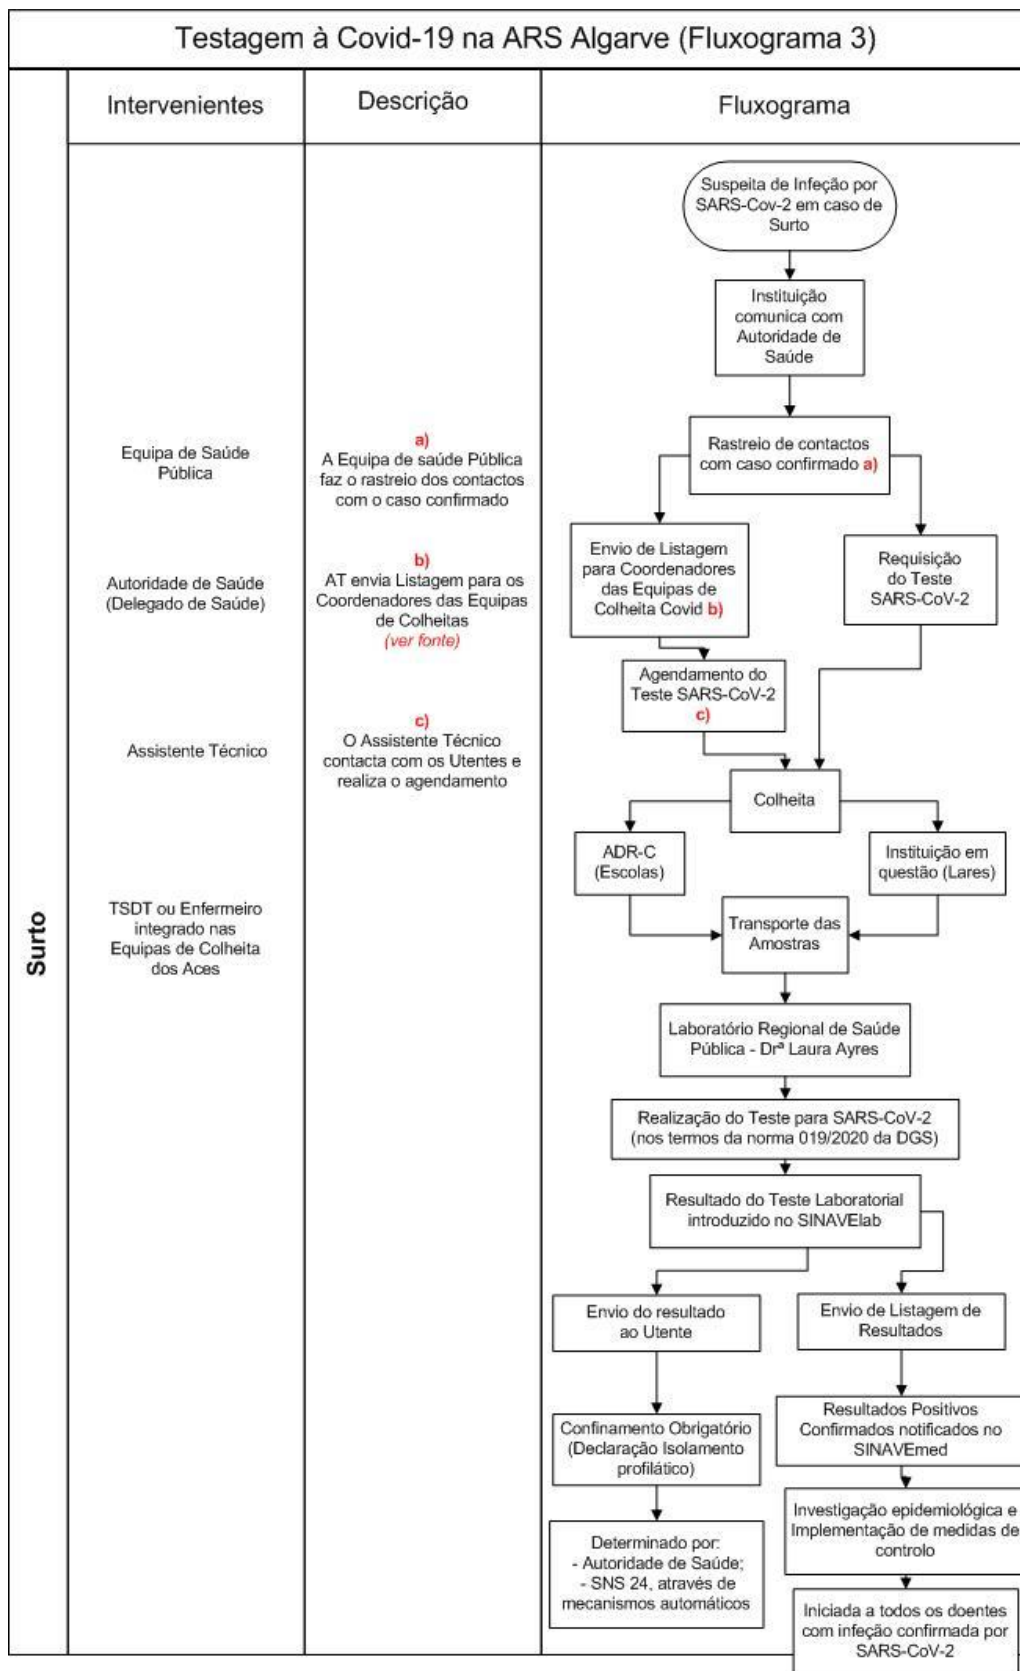 Testagem à Covid-19 na ARS Algarve (Fluxograma 3)
Intervenientes
Descrição
Fluxograma
Surto
Suspeita de Infeção por
SARS-Cov-2 em caso de
Surto
Instituição
comunica com
Autoridade de
Saúde
Equipa de Saúde
Pública
a)
A Equipa de saúde Pública
faz o rastreio dos contactos
com o caso confirmado
Rastreio de contactos
com caso confirmado a)
Autoridade de Saúde
(Delegado de Saúde)
b)
AT envia Listagem para os
Coordenadores das Equipas
de Colheitas
(ver fonte)
Envio de Listagem
para Coordenadores
das Equipas de
Colheita Covid b)
Requisição
do Teste
SARS-CoV-2
Assistente Técnico
c)
O Assistente Técnico
contacta com os Utentes e
realiza o agendamento
Agendamento do
Teste SARS-CoV-2
c)
Colheita
ADR-C
(Escolas)
Instituição em
questão (Lares)
TSDT ou Enfermeiro
integrado nas
Equipas de Colheita
dos Aces
Transporte das
Amostras
Laboratório Regional de Saúde
Pública - Drª Laura Ayres
Realização do Teste para SARS-CoV-2
(nos termos da norma 019/2020 da DGS)
Resultado do Teste Laboratorial
introduzido no SINAVElab
Envio do resultado
ao Utente
Envio de Listagem de
Resultados
Confinamento Obrigatório
(Declaração Isolamento
profilático)
Resultados Positivos
Confirmados notificados no
SINAVEmed
Determinado por:
- Autoridade de Saúde;
- SNS 24, através de
mecanismos automáticos
Investigação epidemiológica e
Implementação de medidas de
controlo
Iniciada a todos os doentes
com infeção confirmada por
SARS-CoV-2